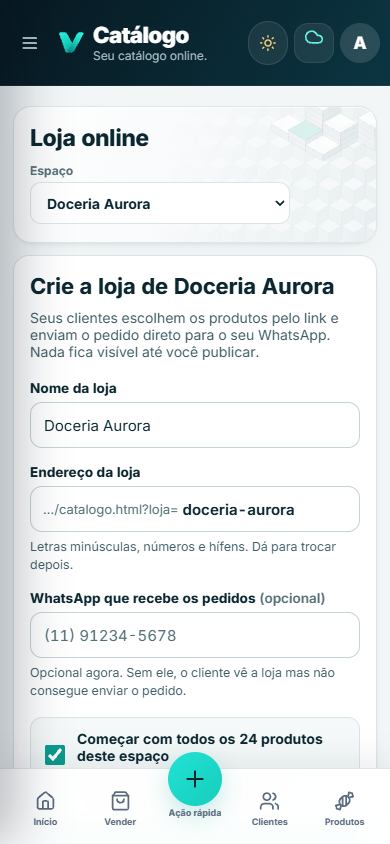 Catálogo
Seu catálogo online.
A
Loja online
Espaço
Doceria Aurora
Crie a loja de Doceria Aurora
Seus clientes escolhem os produtos pelo link e
enviam o pedido direto para o seu WhatsApp.
Nada fica visível até você publicar.
Nome da loja
Doceria Aurora
Endereço da loja
.../catalogo.html?loja= doceria-aurora
Letras minúsculas, números e hífens. Dá para trocar
depois.
WhatsApp que recebe os pedidos (opcional)
(11) 91234-5678
Opcional agora. Sem ele, o cliente vê a loja mas não
consegue enviar o pedido.
Começar com todos os 24 produtos
deste espaço
Início
Vender
Ação rápida
Clientes
Produtos